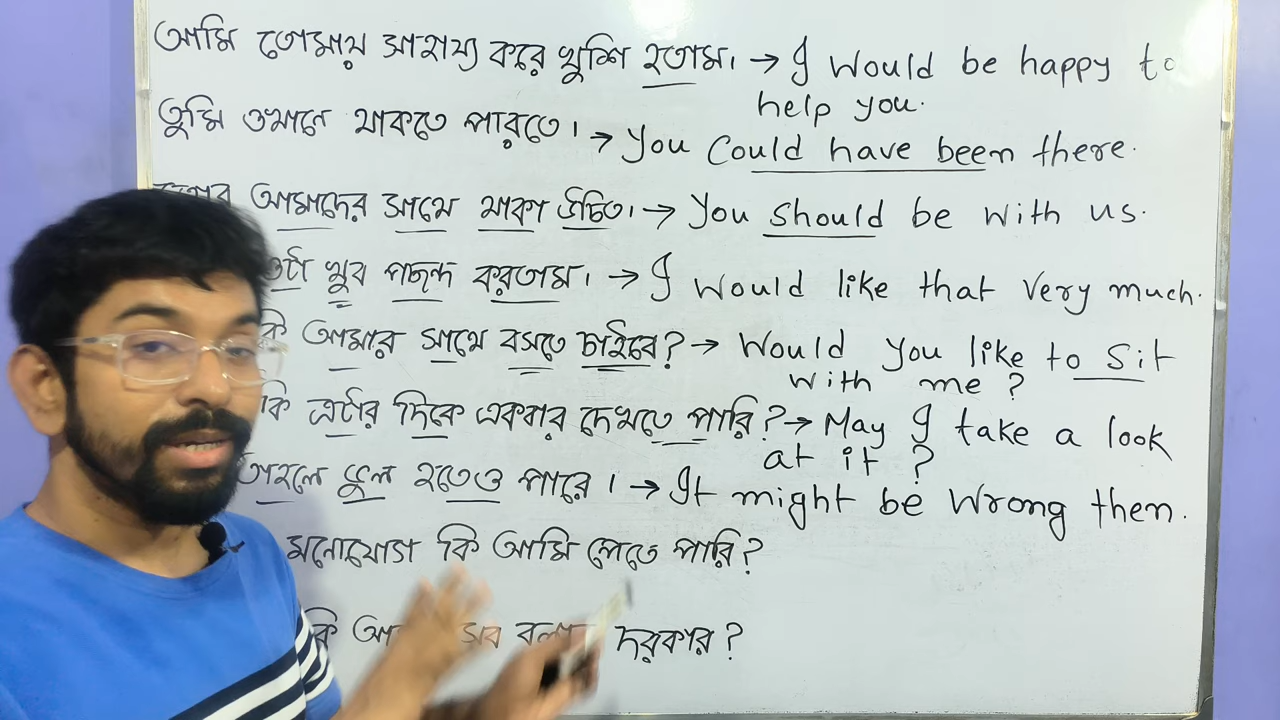 আমি তোমায় সাহায্য করে খুশি হতাম। → I would be happy to
help you.
তুমি ওখানে থাকতে পারতে। → You could have been there.
আমাদের সাথে থাকা উচিত। → You should be with us.
ওটা খুব পছন্দ করতাম। → I would like that very much.
কি আমার সাথে বসতে চাইবে? → Would you like to sit
with me ?
কি এটার দিকে একবার দেখতে পারি? → May I take a look
at it ?
তাহলে ভুল হতেও পারে। → It might be wrong then.
মনোযোগ কি আমি পেতে পারি?
কি সব বলা দরকার?